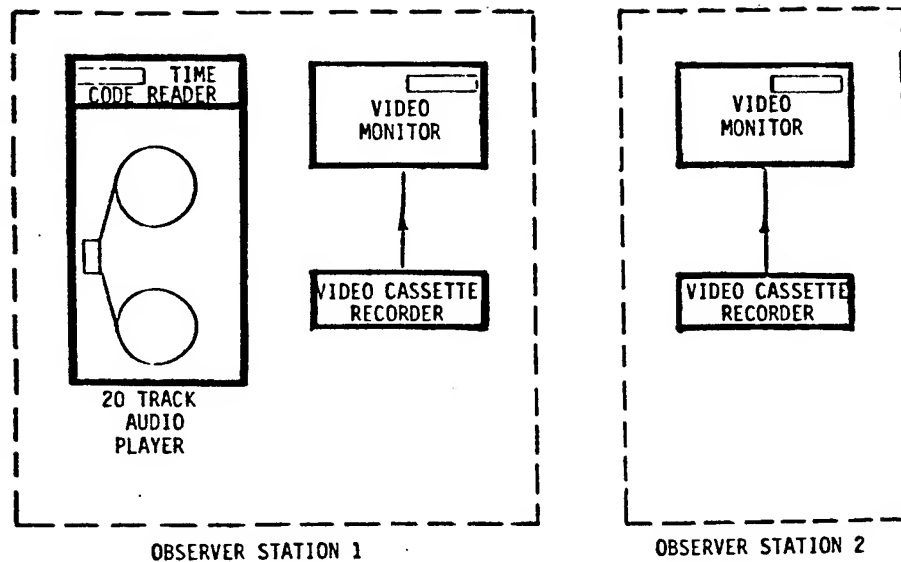 TIME
CODE READER
VIDEO
MONITOR
VIDEO CASSETTE
RECORDER
20 TRACK
AUDIO
PLAYER
OBSERVER STATION 1
VIDEO
MONITOR
VIDEO CASSETTE
RECORDER
OBSERVER STATION 2